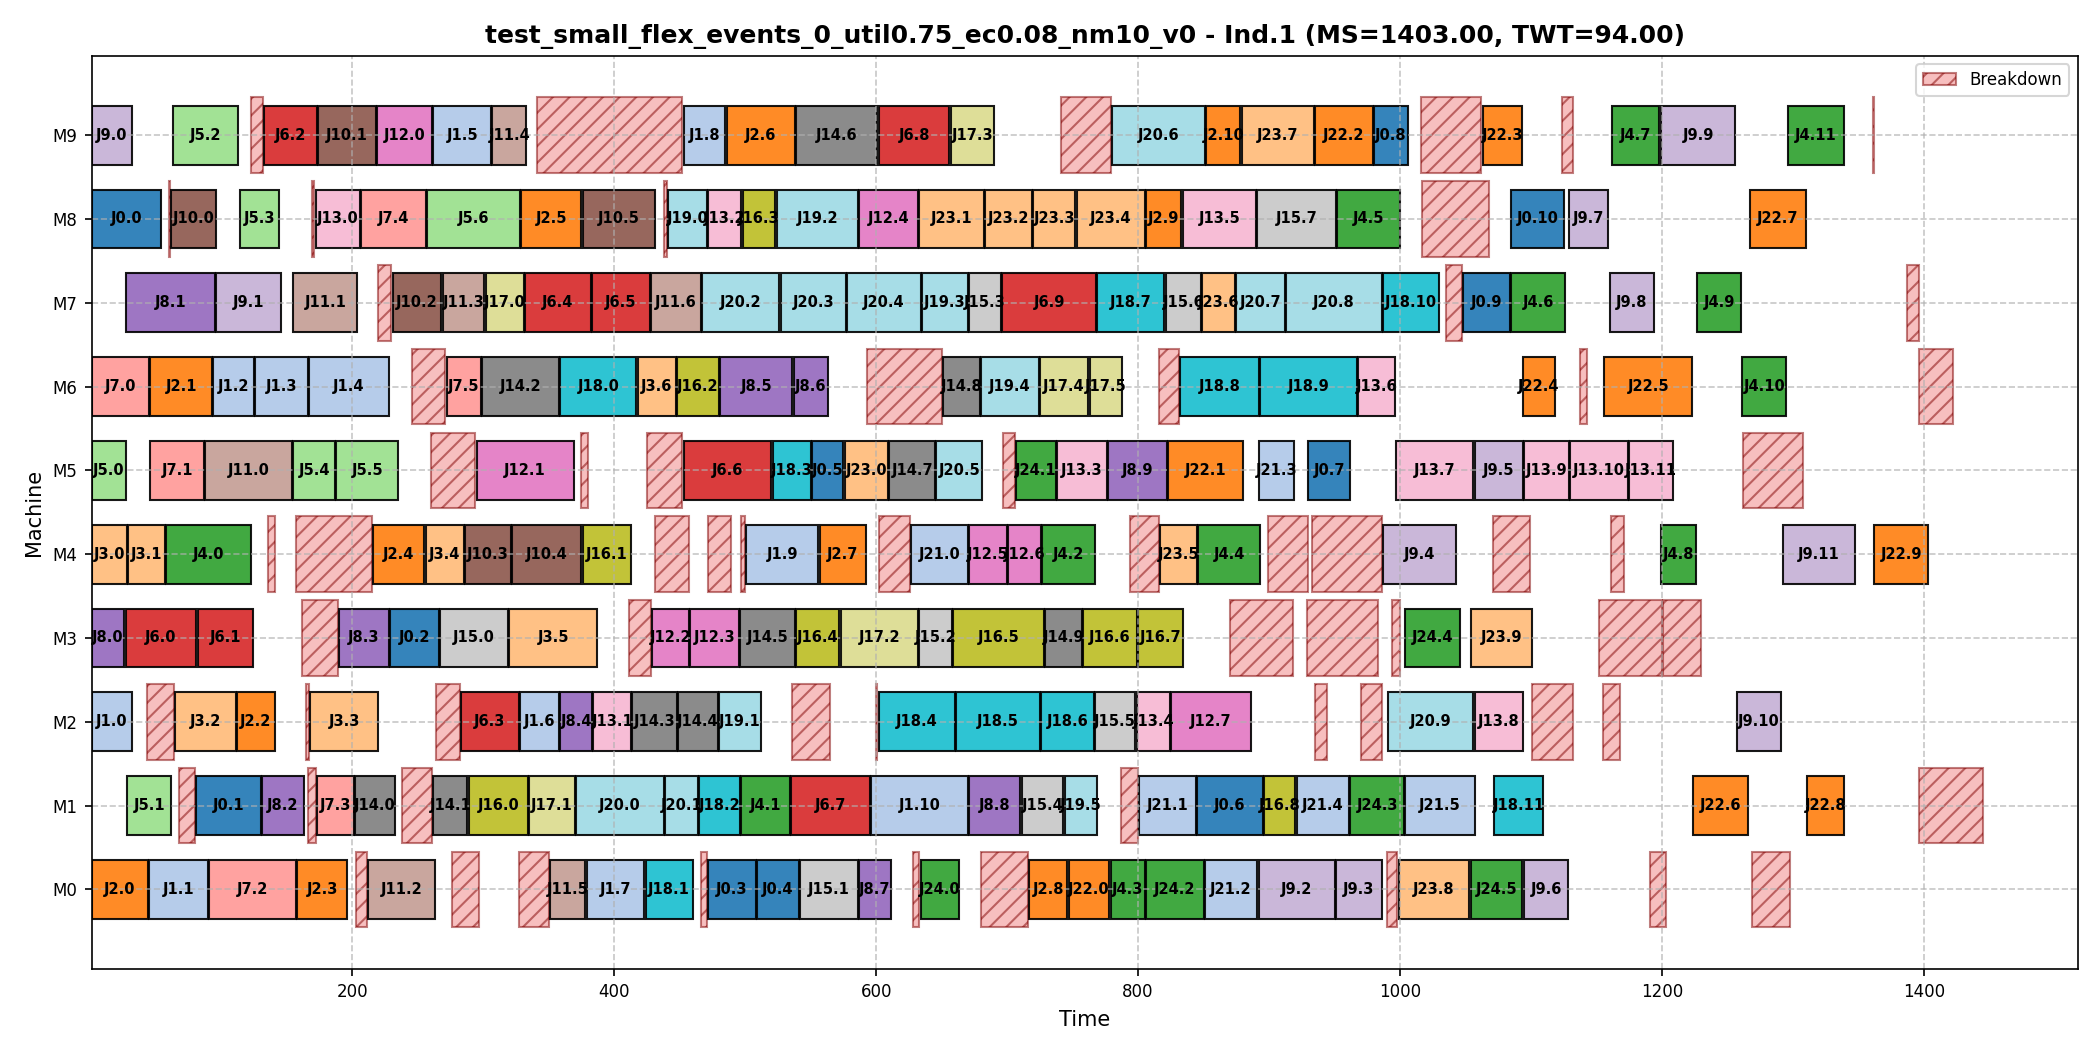 test_small_flex_events_0_util0.75_ec0.08_nm10_v0 - Ind.1 (MS=1403.00, TWT=94.00)
Breakdown
M9 J9.0 J5.2 J6.2 J10.1 J12.0 J1.5 J11.4 J1.8 J2.6 J14.6 J6.8 J17.3 J20.6 J2.10 J23.7 J22.2 J0.8 J22.3 J4.7 J9.9 J4.11
M8 J0.0 J10.0 J5.3 J13.0 J7.4 J5.6 J2.5 J10.5 J19.0 J13.2 J16.3 J19.2 J12.4 J23.1 J23.2 J23.3 J23.4 J2.9 J13.5 J15.7 J4.5 J0.10 J9.7 J22.7
M7 J8.1 J9.1 J11.1 J10.2 J11.3 J17.0 J6.4 J6.5 J11.6 J20.2 J20.3 J20.4 J19.3 J15.3 J6.9 J18.7 J15.6 J23.6 J20.7 J20.8 J18.10 J0.9 J4.6 J9.8 J4.9
M6 J7.0 J2.1 J1.2 J1.3 J1.4 J7.5 J14.2 J18.0 J3.6 J16.2 J8.5 J8.6 J14.8 J19.4 J17.4 J17.5 J18.8 J18.9 J13.6 J22.4 J22.5 J4.10
M5 J5.0 J7.1 J11.0 J5.4 J5.5 J12.1 J6.6 J18.3 J0.5 J23.0 J14.7 J20.5 J24.1 J13.3 J8.9 J22.1 J21.3 J0.7 J13.7 J9.5 J13.9 J13.10 J13.11
M4 J3.0 J3.1 J4.0 J2.4 J3.4 J10.3 J10.4 J16.1 J1.9 J2.7 J21.0 J12.5 J12.6 J4.2 J23.5 J4.4 J9.4 J4.8 J9.11 J22.9
M3 J8.0 J6.0 J6.1 J8.3 J0.2 J15.0 J3.5 J12.2 J12.3 J14.5 J16.4 J17.2 J15.2 J16.5 J14.9 J16.6 J16.7 J24.4 J23.9
M2 J1.0 J3.2 J2.2 J3.3 J6.3 J1.6 J8.4 J13.1 J14.3 J14.4 J19.1 J18.4 J18.5 J18.6 J15.5 J13.4 J12.7 J20.9 J13.8 J9.10
M1 J5.1 J0.1 J8.2 J7.3 J14.0 J14.1 J16.0 J17.1 J20.0 J20.1 J18.2 J4.1 J6.7 J1.10 J8.8 J15.4 J19.5 J21.1 J0.6 J16.8 J21.4 J24.3 J21.5 J18.11 J22.6 J22.8
M0 J2.0 J1.1 J7.2 J2.3 J11.2 J11.5 J1.7 J18.1 J0.3 J0.4 J15.1 J8.7 J24.0 J2.8 J22.0 J4.3 J24.2 J21.2 J9.2 J9.3 J23.8 J24.5 J9.6
Machine
200 400 600 800 1000 1200 1400
Time